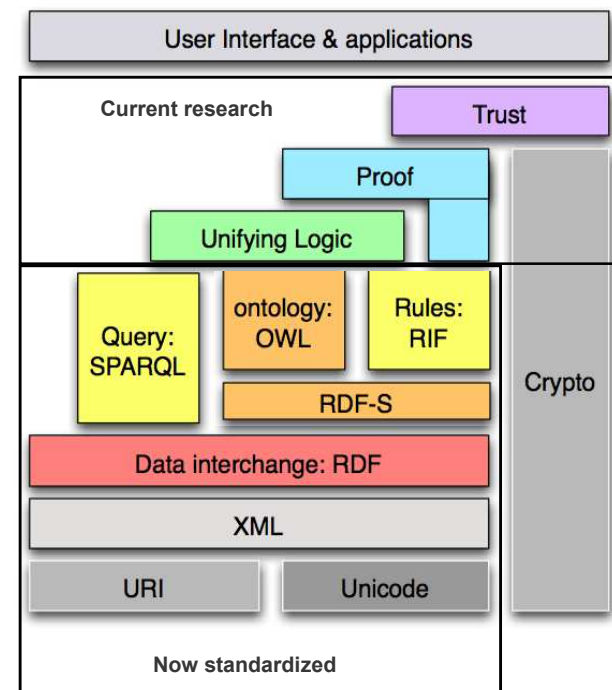 User Interface & applications
Current research
Trust
Proof
Unifying Logic
Query:
SPARQL
ontology:
OWL
Rules:
RIF
Crypto
RDF-S
Data interchange: RDF
XML
URI
Unicode
Now standardized